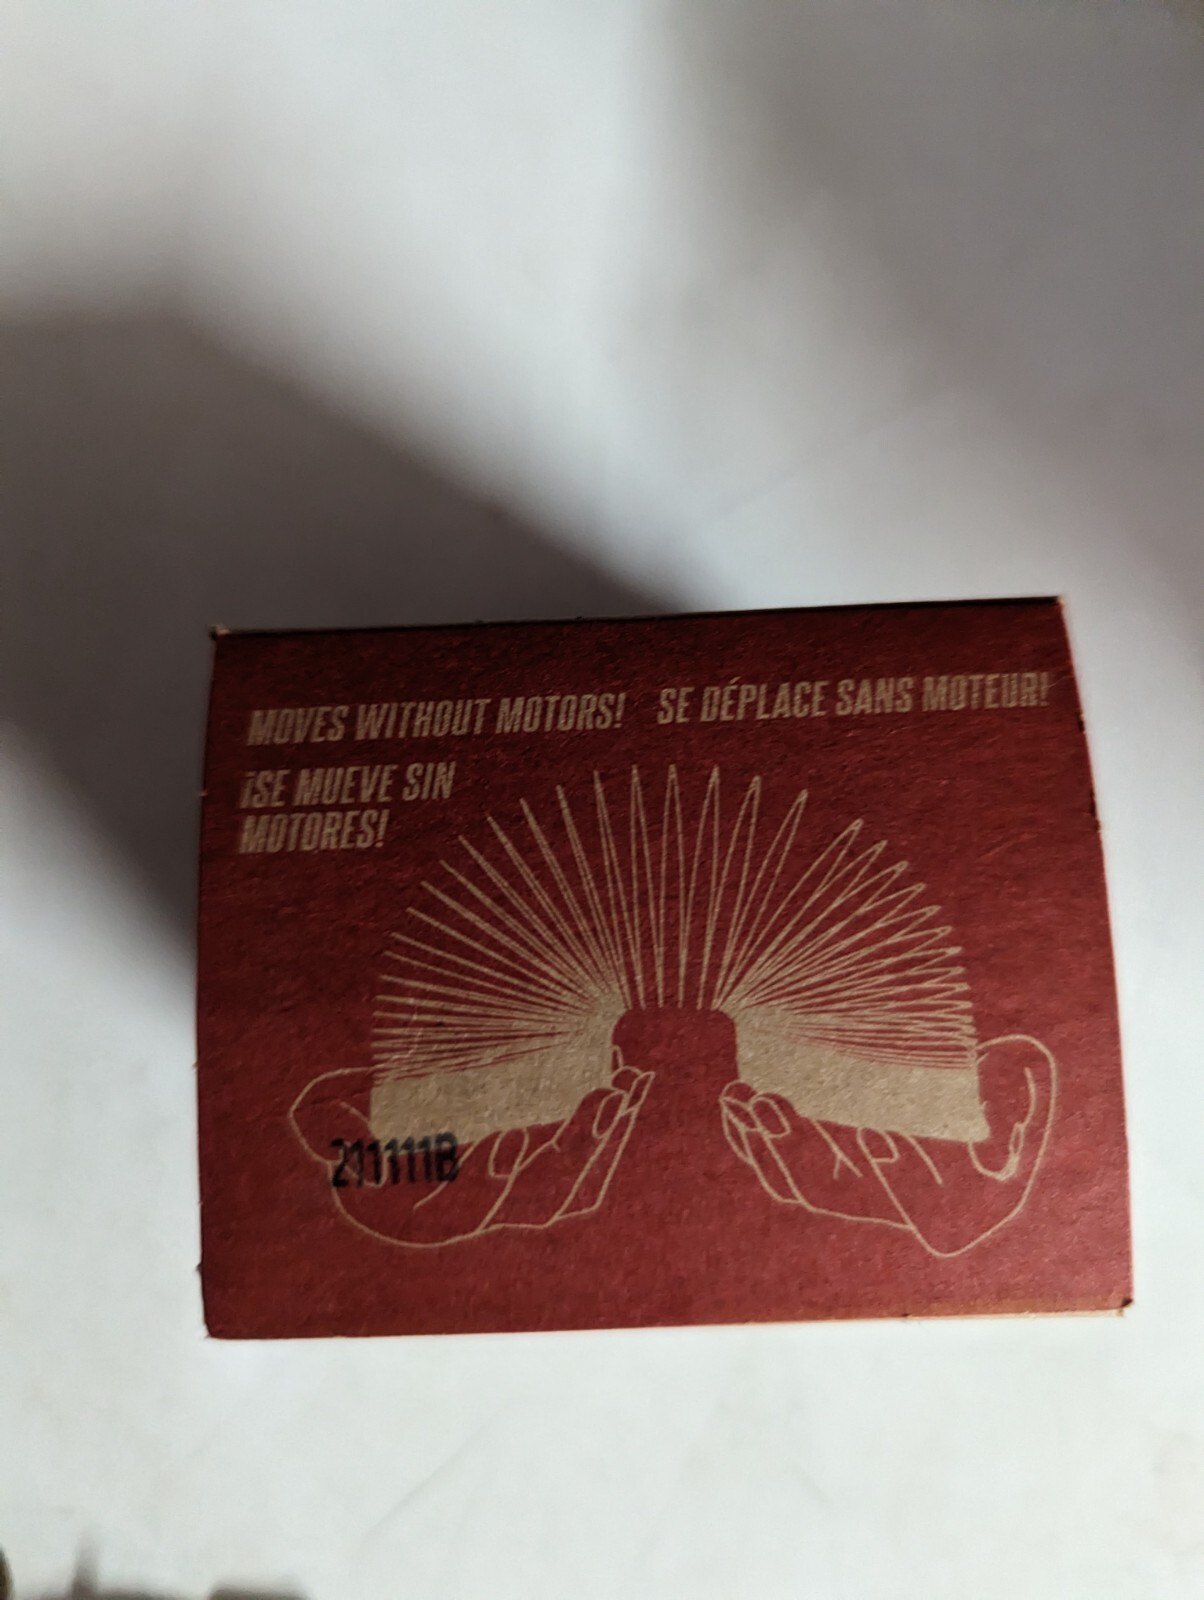 MOVES WITHOUT MOTORS!
SE DÉPLACE SANS MOTEUR!
¡SE MUEVE SIN
MOTORES!
211111B